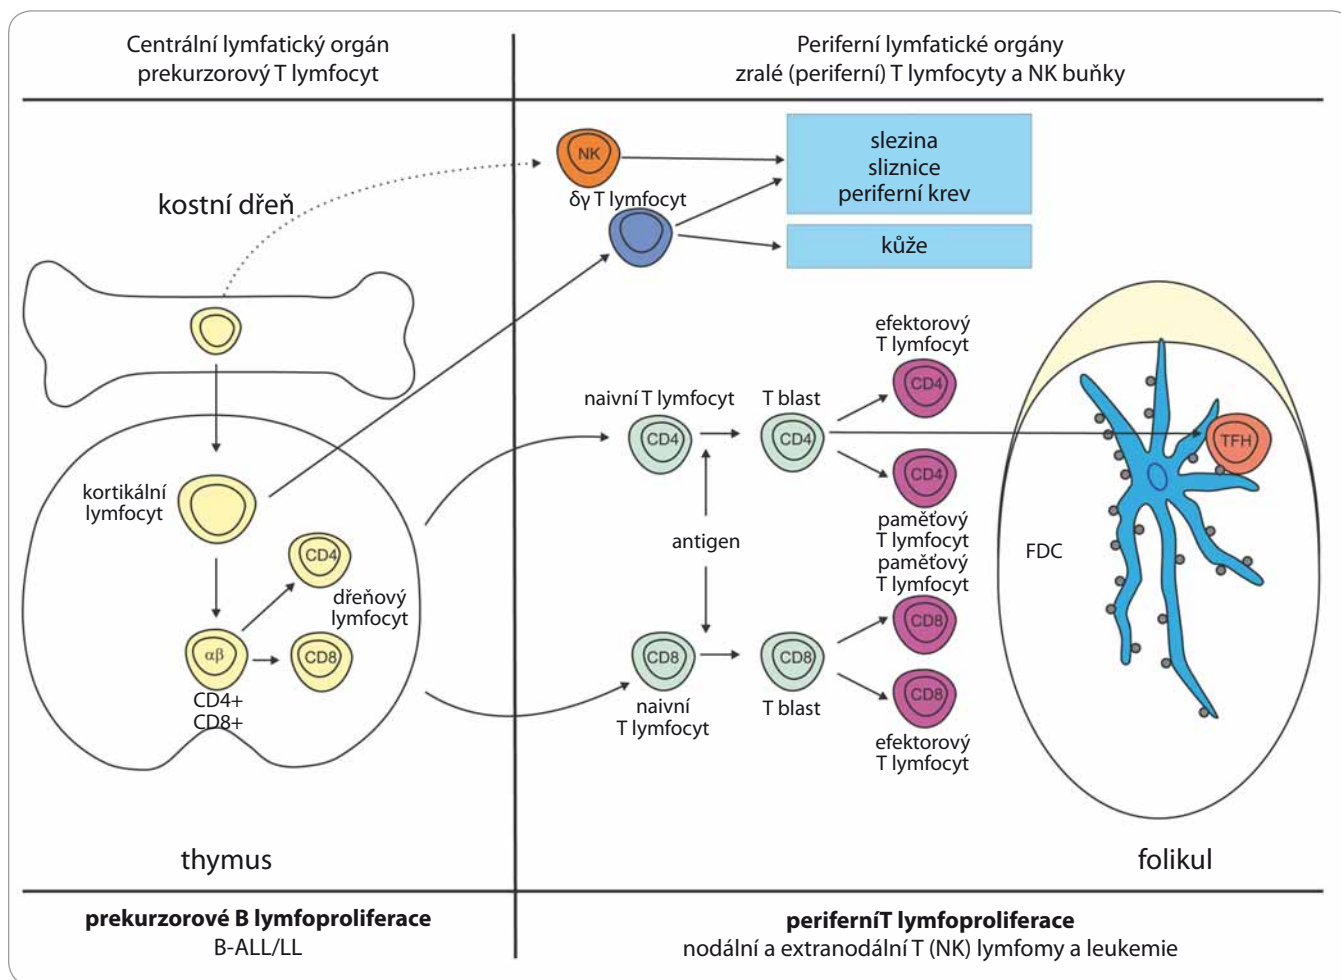 Centrální lymfatický orgán
prekurzorový T lymfocyt
Periferní lymfatické orgány
zralé (periferní) T lymfocyty a NK buňky
kostní dřeň
NK
δγ T lymfocyt
slezina
sliznice
periferní krev
kůže
kortikální
lymfocyt
CD4
dřeňový
lymfocyt
αβ
CD8
CD4+
CD8+
thymus
naivní T lymfocyt
CD4
T blast
CD4
efektorový
T lymfocyt
CD4
CD4
paměťový
T lymfocyt
antigen
paměťový
T lymfocyt
CD8
CD8
naivní
T lymfocyt
CD8
T blast
CD8
efektorový
T lymfocyt
TFH
FDC
folikul
prekurzorové B lymfoproliferace
B-ALL/LL
periferníT lymfoproliferace
nodální a extranodální T (NK) lymfomy a leukemie